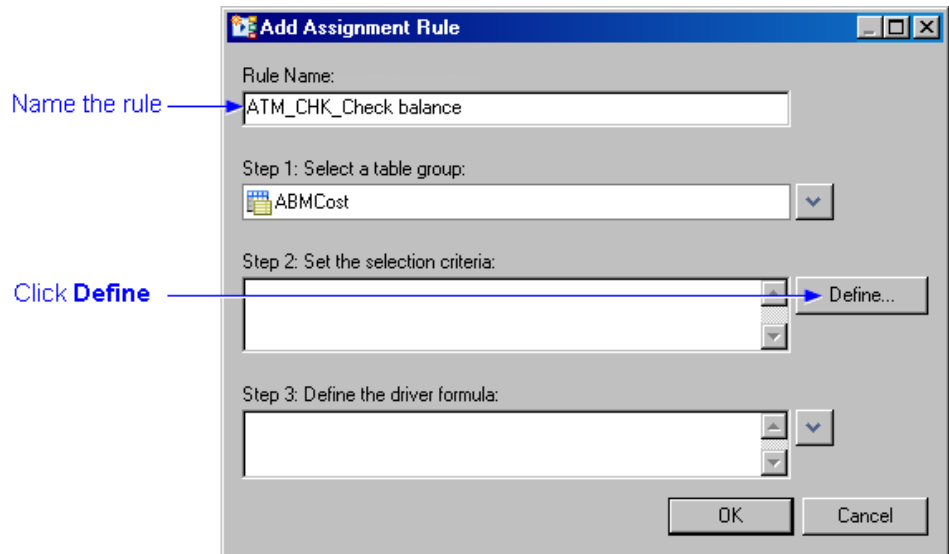 Add Assignment Rule
Rule Name:
Name the rule
ATM_CHK_Check balance
Step 1: Select a table group:
ABMCost
Step 2: Set the selection criteria:
Click Define
Define...
Step 3: Define the driver formula:
OK
Cancel